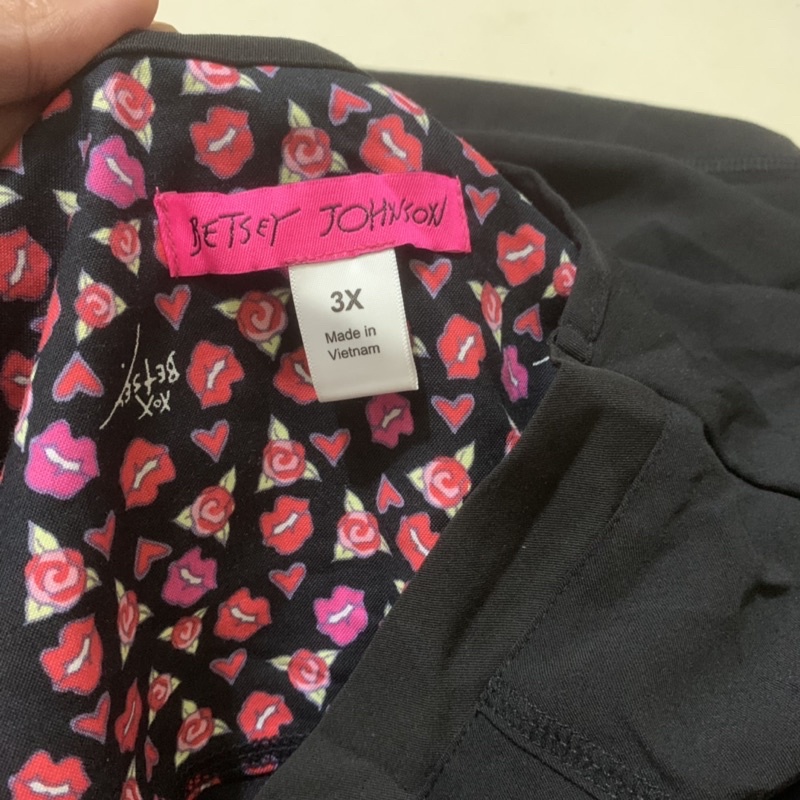 BETSEY JOHNSON
3X
Made in
Vietnam
XOX
BETSEY